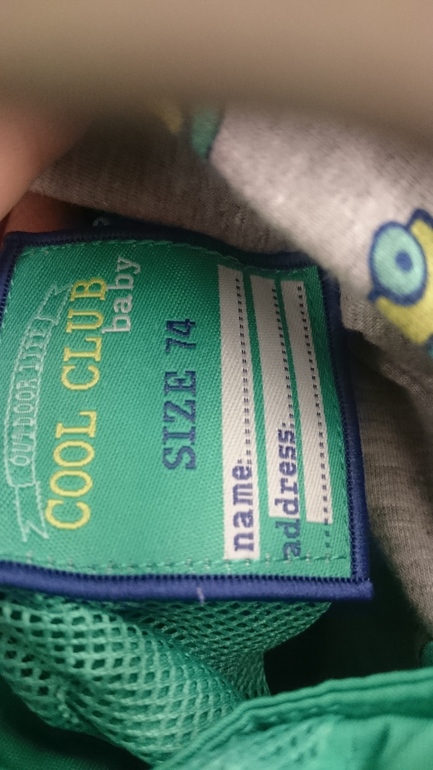 OUTDOOR LIFE
COOL CLUB
baby
SIZE 74
name
address